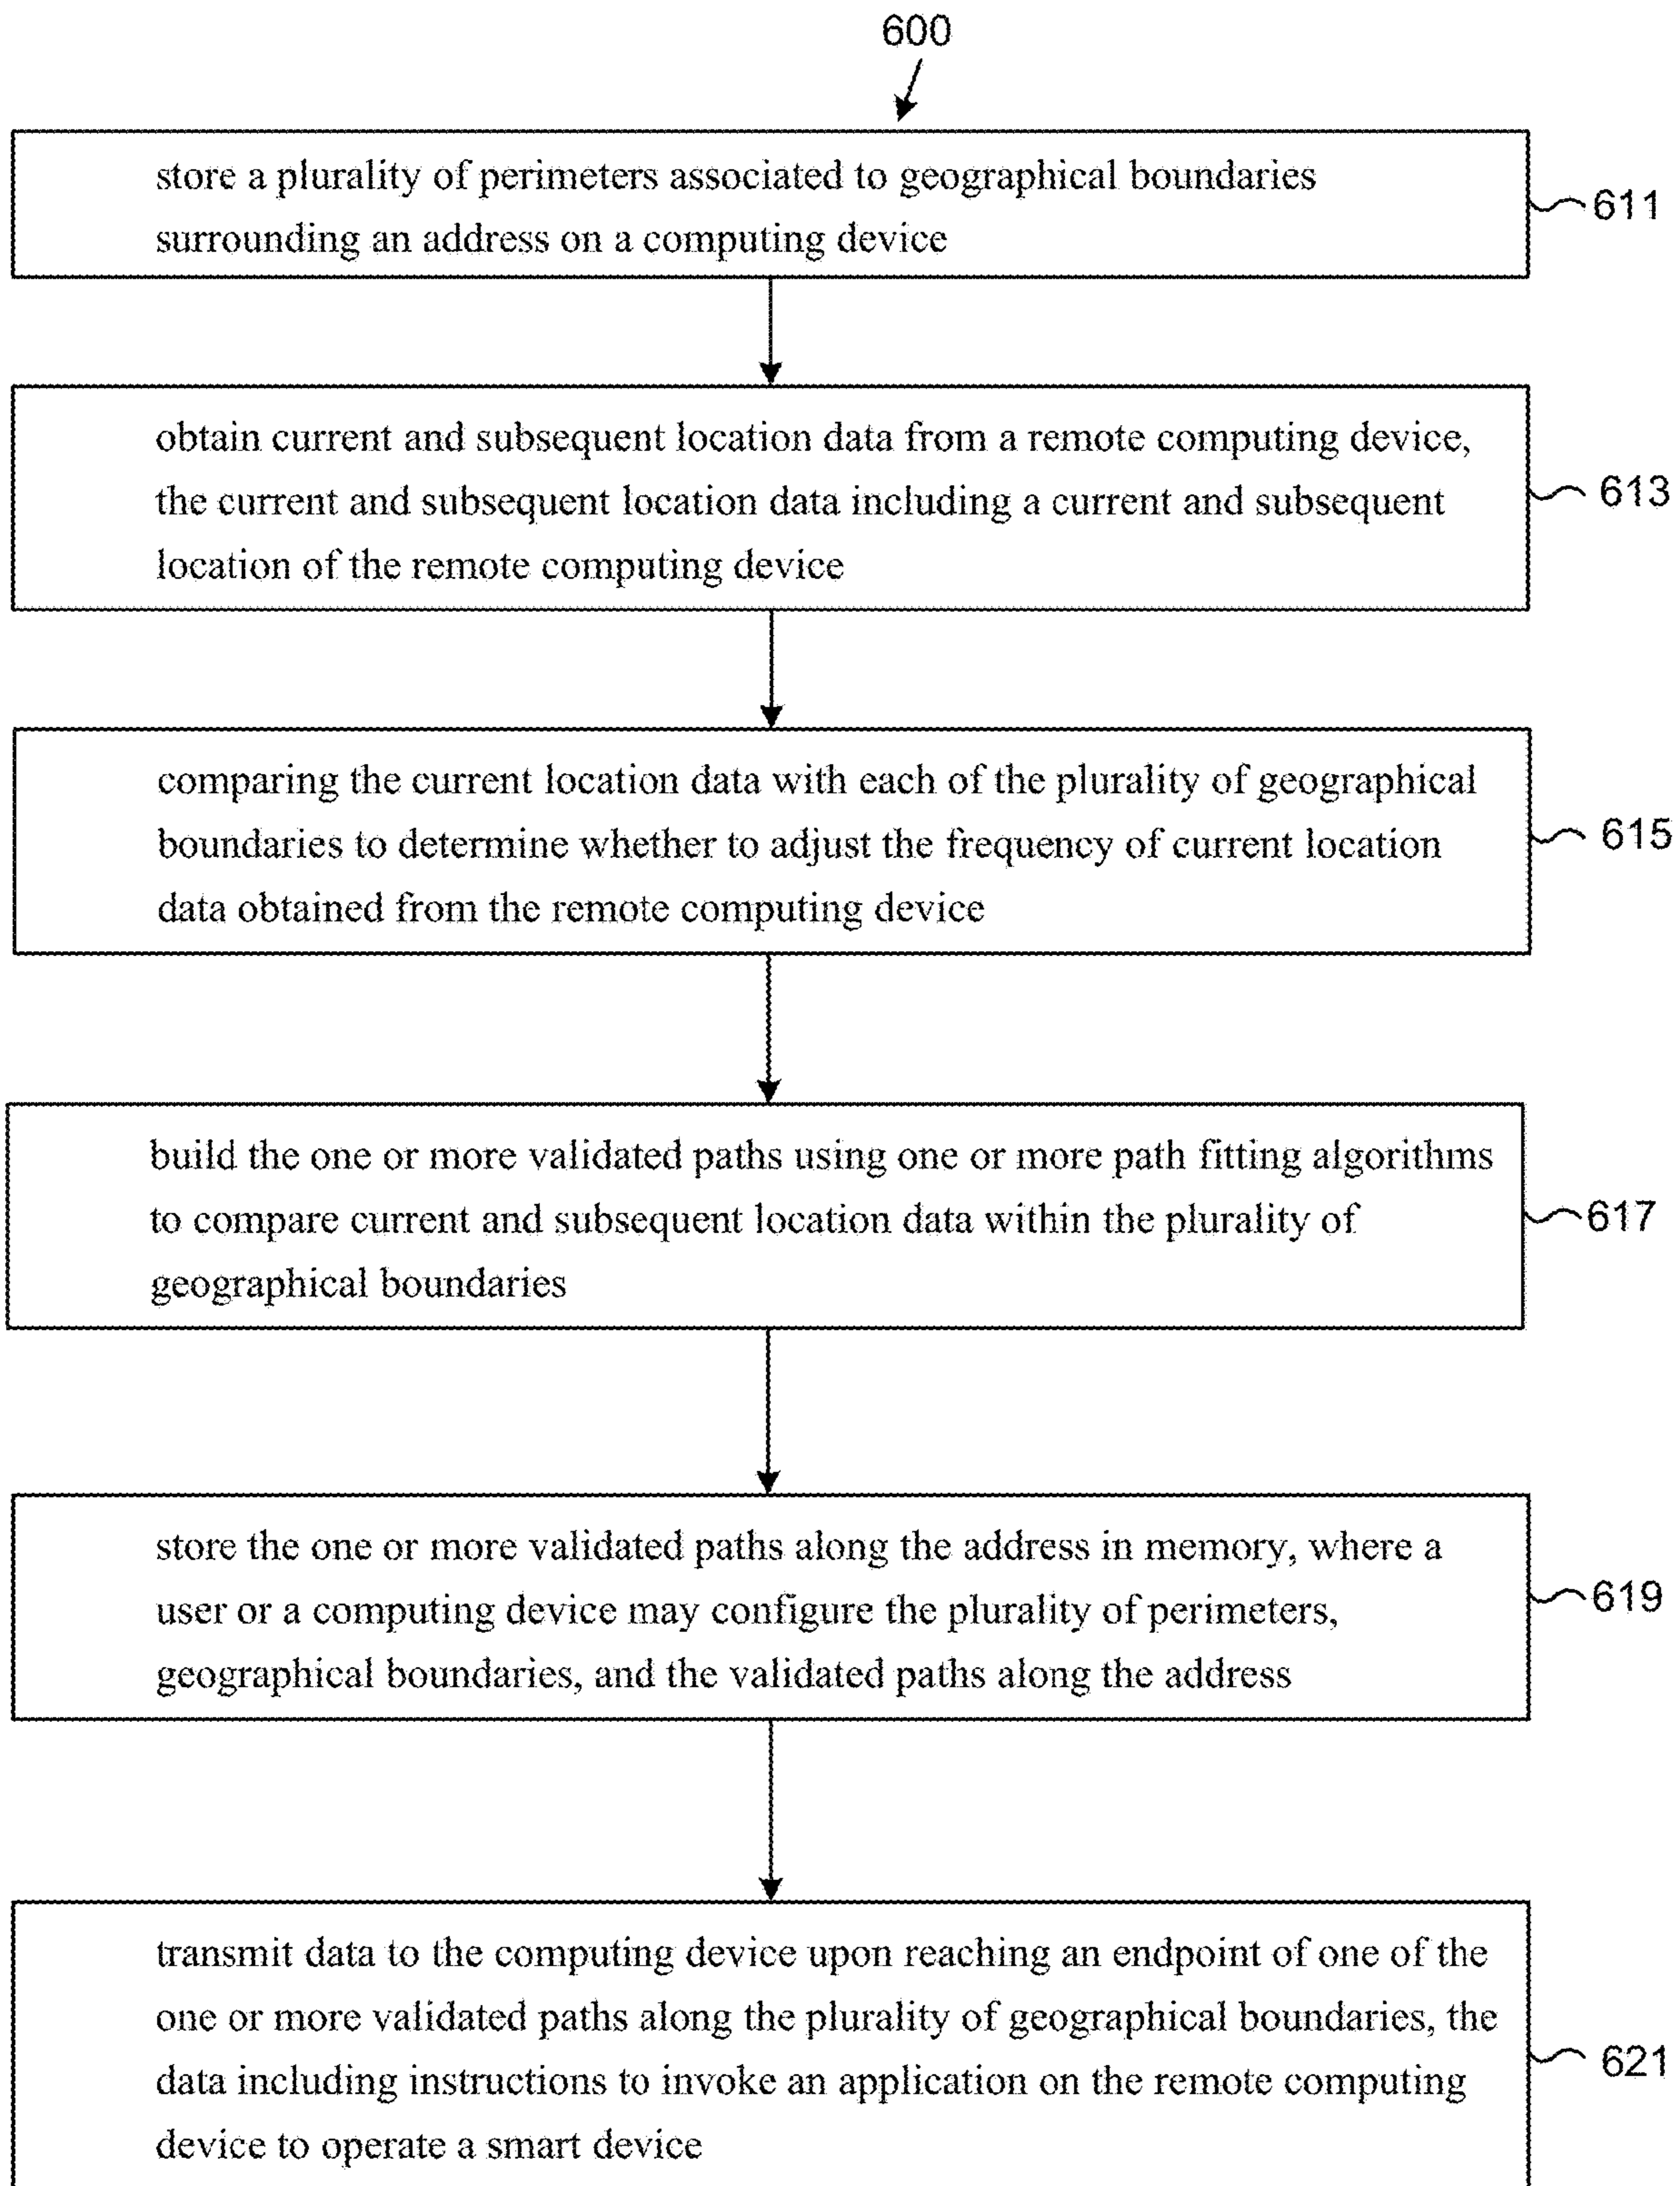 600
store a plurality of perimeters associated to geographical boundaries
surrounding an address on a computing device
611
obtain current and subsequent location data from a remote computing device,
the current and subsequent location data including a current and subsequent
location of the remote computing device
613
comparing the current location data with each of the plurality of geographical
boundaries to determine whether to adjust the frequency of current location
data obtained from the remote computing device
615
build the one or more validated paths using one or more path fitting algorithms
to compare current and subsequent location data within the plurality of
geographical boundaries
617
store the one or more validated paths along the address in memory, where a
user or a computing device may configure the plurality of perimeters,
geographical boundaries, and the validated paths along the address
619
transmit data to the computing device upon reaching an endpoint of one of the
one or more validated paths along the plurality of geographical boundaries, the
data including instructions to invoke an application on the remote computing
device to operate a smart device
621